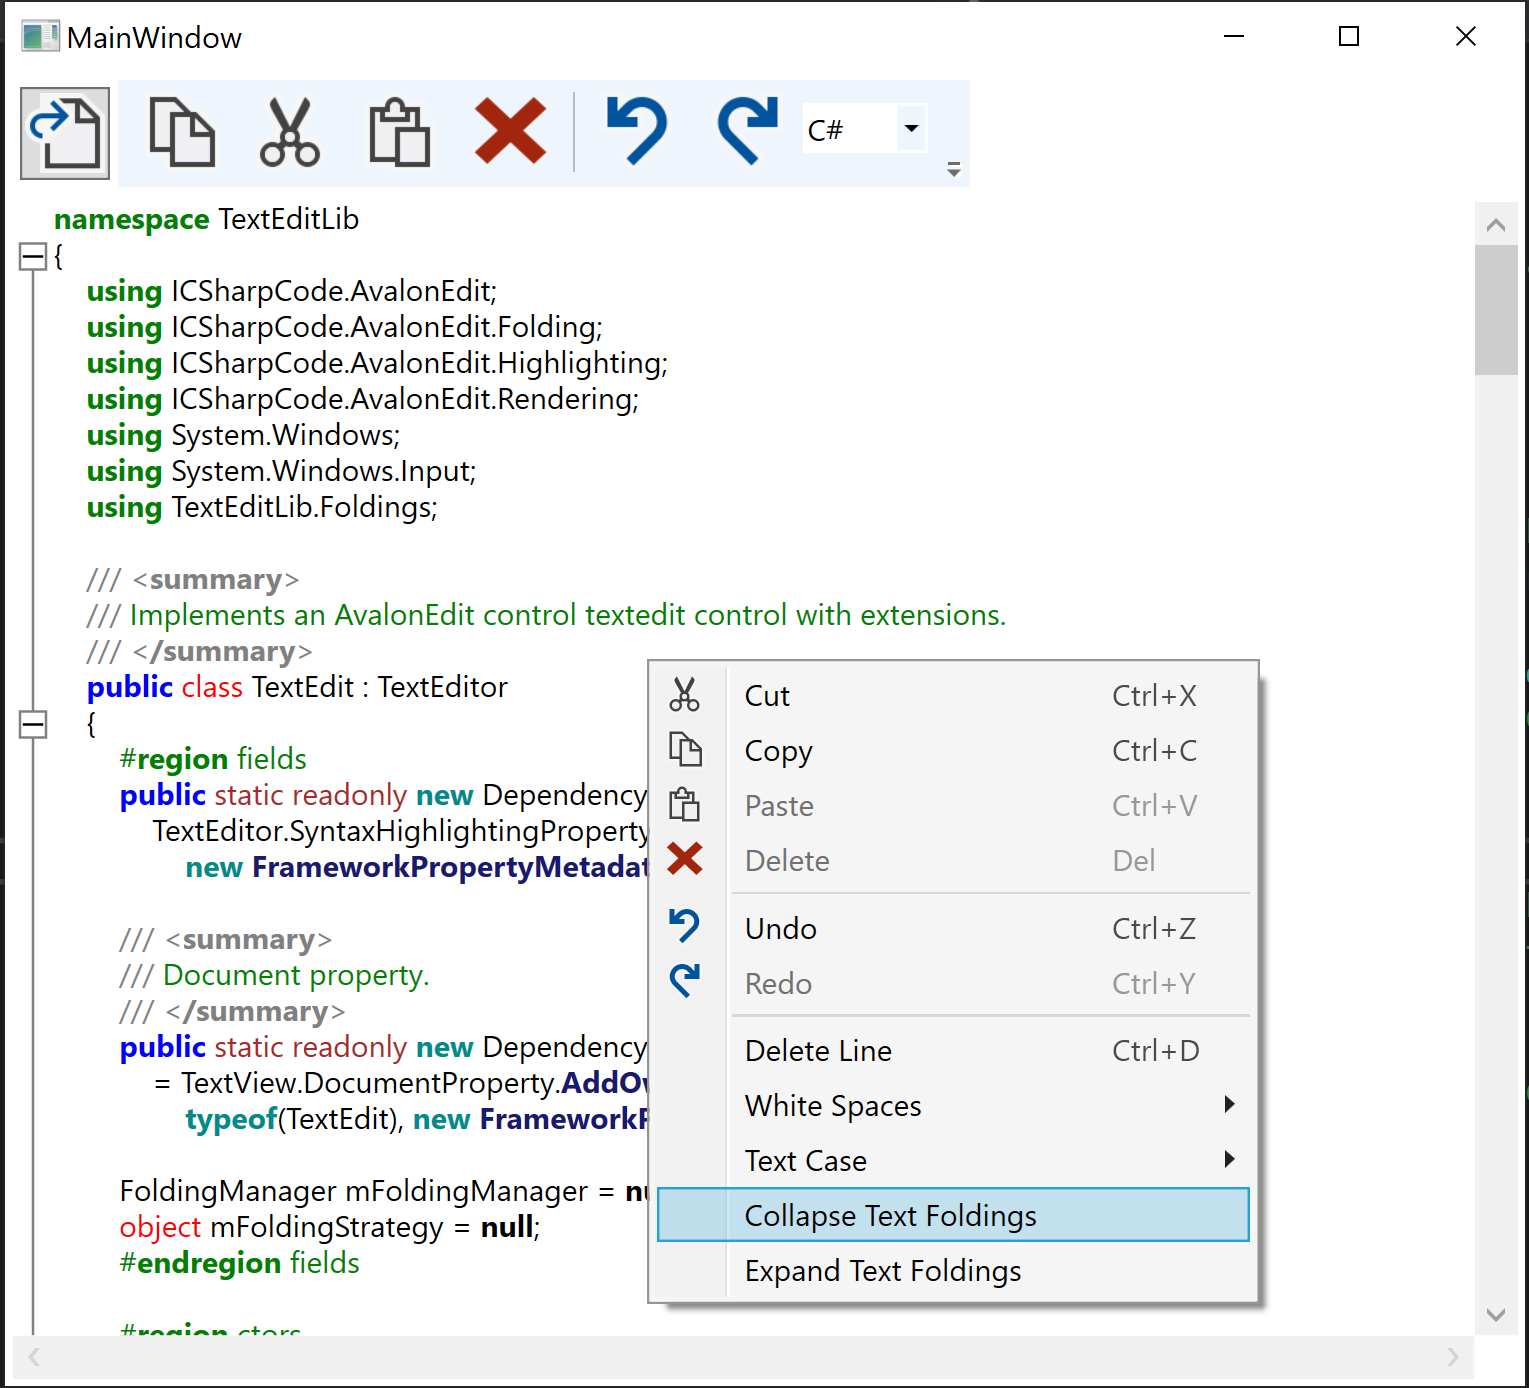 MainWindow
C#
namespace TextEditLib
{
using ICSharpCode.AvalonEdit;
using ICSharpCode.AvalonEdit.Folding;
using ICSharpCode.AvalonEdit.Highlighting;
using ICSharpCode.AvalonEdit.Rendering;
using System.Windows;
using System.Windows.Input;
using TextEditLib.Foldings;
/// <summary>
/// Implements an AvalonEdit control textedit control with extensions.
/// </summary>
public class TextEdit : TextEditor
{
#region fields
public static readonly new Dependency
TextEditor.SyntaxHighlightingProperty
new FrameworkPropertyMetadat
/// <summary>
/// Document property.
/// </summary>
public static readonly new Dependency
= TextView.DocumentProperty.AddOw
typeof(TextEdit), new FrameworkP
FoldingManager mFoldingManager = nu
object mFoldingStrategy = null;
#endregion fields
#region ctors
Cut Ctrl+X
Copy Ctrl+C
Paste Ctrl+V
Delete Del
Undo Ctrl+Z
Redo Ctrl+Y
Delete Line Ctrl+D
White Spaces
Text Case
Collapse Text Foldings
Expand Text Foldings